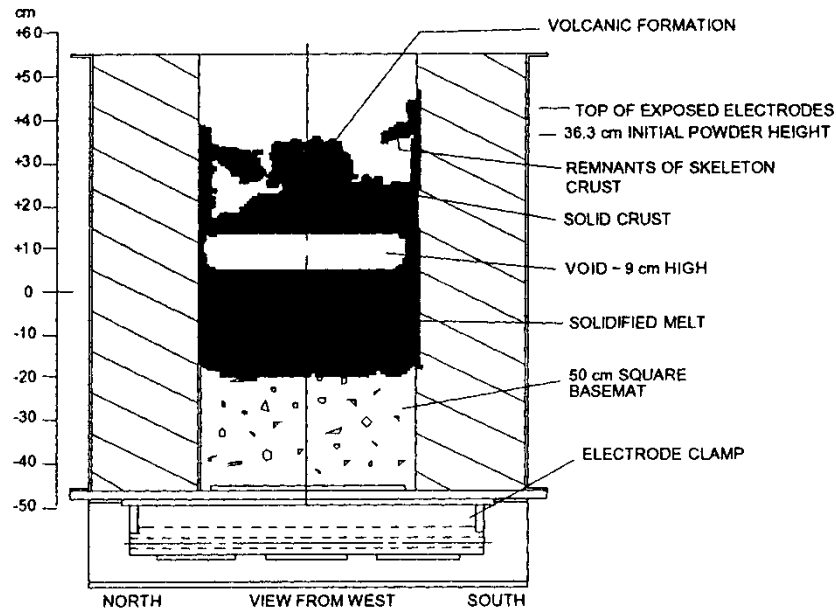 cm
+60
+50
+40
+30
+20
+10
0
-10
-20
-30
-40
-50
VOLCANIC FORMATION
TOP OF EXPOSED ELECTRODES
36.3 cm INITIAL POWDER HEIGHT
REMNANTS OF SKELETON
CRUST
SOLID CRUST
VOID ~ 9 cm HIGH
SOLIDIFIED MELT
50 cm SQUARE
BASEMAT
ELECTRODE CLAMP
NORTH VIEW FROM WEST SOUTH